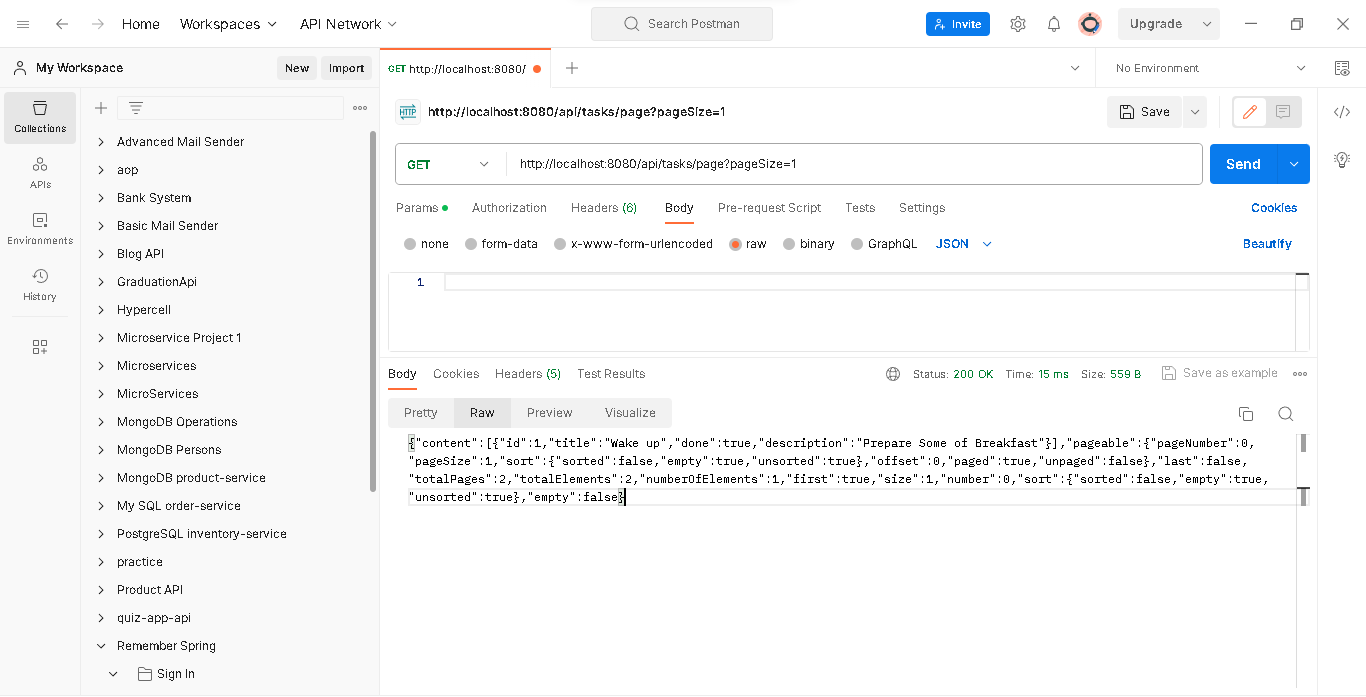 Home Workspaces API Network Search Postman Invite Upgrade
My Workspace New Import GET http://localhost:8080/ No Environment
Collections
APIs
Environments
History
Advanced Mail Sender
aop
Bank System
Basic Mail Sender
Blog API
GraduationApi
Hypercell
Microservice Project 1
Microservices
MicroServices
MongoDB Operations
MongoDB Persons
MongoDB product-service
My SQL order-service
PostgreSQL inventory-service
practice
Product API
quiz-app-api
Remember Spring
Sign In
HTTP http://localhost:8080/api/tasks/page?pageSize=1 Save
GET http://localhost:8080/api/tasks/page?pageSize=1 Send
Params Authorization Headers (6) Body Pre-request Script Tests Settings Cookies
none form-data x-www-form-urlencoded raw binary GraphQL JSON Beautify
1
Body Cookies Headers (5) Test Results Status: 200 OK Time: 15 ms Size: 559 B Save as example
Pretty Raw Preview Visualize
{"content":[{"id":1,"title":"Wake up","done":true,"description":"Prepare Some of Breakfast"}],"pageable":{"pageNumber":0,
"pageSize":1,"sort":{"sorted":false,"empty":true,"unsorted":true},"offset":0,"paged":true,"unpaged":false},"last":false,
"totalPages":2,"totalElements":2,"numberOfElements":1,"first":true,"size":1,"number":0,"sort":{"sorted":false,"empty":true,
"unsorted":true},"empty":false}